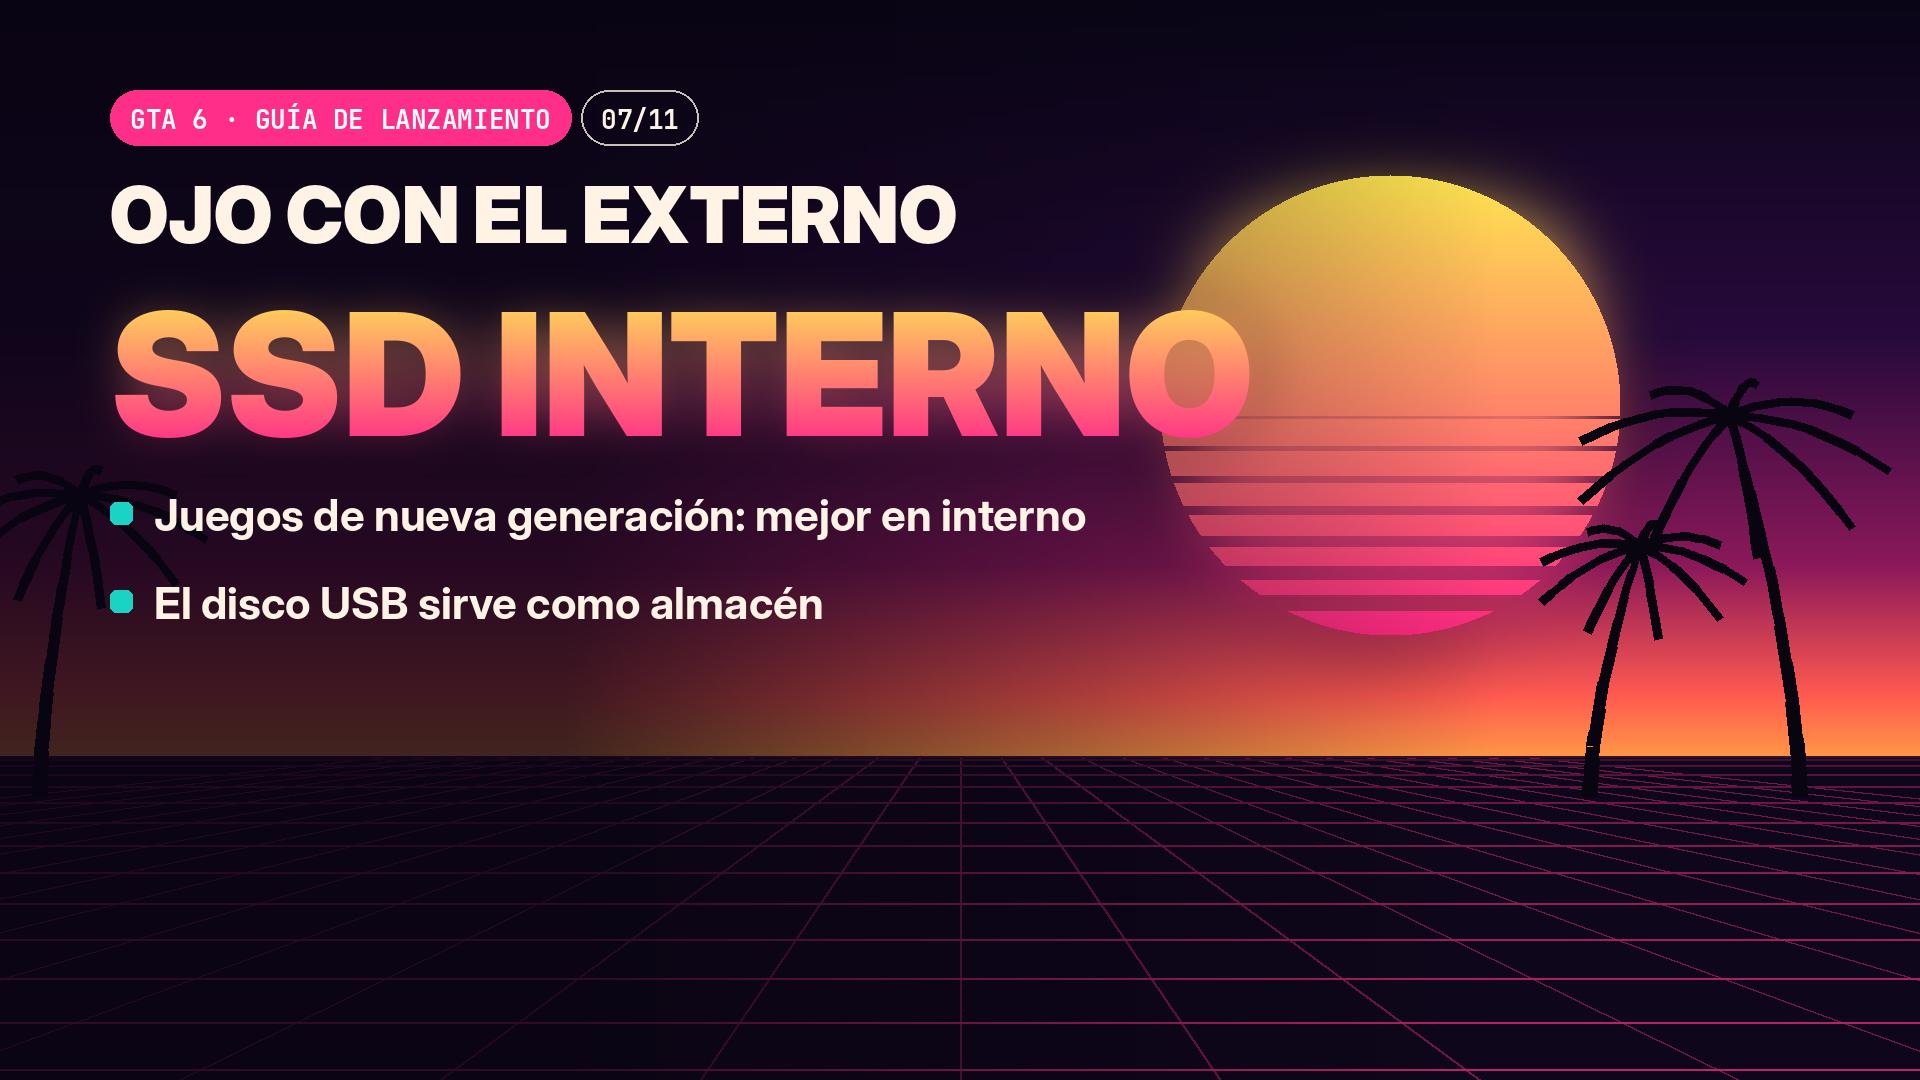 GTA 6 · GUÍA DE LANZAMIENTO
07/11
OJO CON EL EXTERNO
SSD INTERNO
Juegos de nueva generación: mejor en interno
El disco USB sirve como almacén